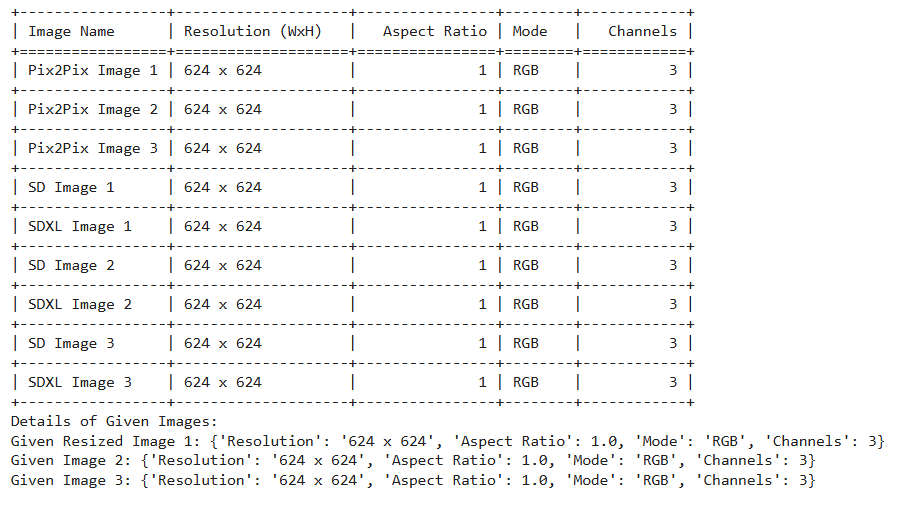 +-----------------+--------------------+----------------+--------+------------+
| Image Name      | Resolution (WxH)   |   Aspect Ratio | Mode   |   Channels |
+=================+====================+================+========+============+
| Pix2Pix Image 1 | 624 x 624          |              1 | RGB    |          3 |
+-----------------+--------------------+----------------+--------+------------+
| Pix2Pix Image 2 | 624 x 624          |              1 | RGB    |          3 |
+-----------------+--------------------+----------------+--------+------------+
| Pix2Pix Image 3 | 624 x 624          |              1 | RGB    |          3 |
+-----------------+--------------------+----------------+--------+------------+
| SD Image 1      | 624 x 624          |              1 | RGB    |          3 |
+-----------------+--------------------+----------------+--------+------------+
| SDXL Image 1    | 624 x 624          |              1 | RGB    |          3 |
+-----------------+--------------------+----------------+--------+------------+
| SD Image 2      | 624 x 624          |              1 | RGB    |          3 |
+-----------------+--------------------+----------------+--------+------------+
| SDXL Image 2    | 624 x 624          |              1 | RGB    |          3 |
+-----------------+--------------------+----------------+--------+------------+
| SD Image 3      | 624 x 624          |              1 | RGB    |          3 |
+-----------------+--------------------+----------------+--------+------------+
| SDXL Image 3    | 624 x 624          |              1 | RGB    |          3 |
+-----------------+--------------------+----------------+--------+------------+
Details of Given Images:
Given Resized Image 1: {'Resolution': '624 x 624', 'Aspect Ratio': 1.0, 'Mode': 'RGB', 'Channels': 3}
Given Image 2: {'Resolution': '624 x 624', 'Aspect Ratio': 1.0, 'Mode': 'RGB', 'Channels': 3}
Given Image 3: {'Resolution': '624 x 624', 'Aspect Ratio': 1.0, 'Mode': 'RGB', 'Channels': 3}